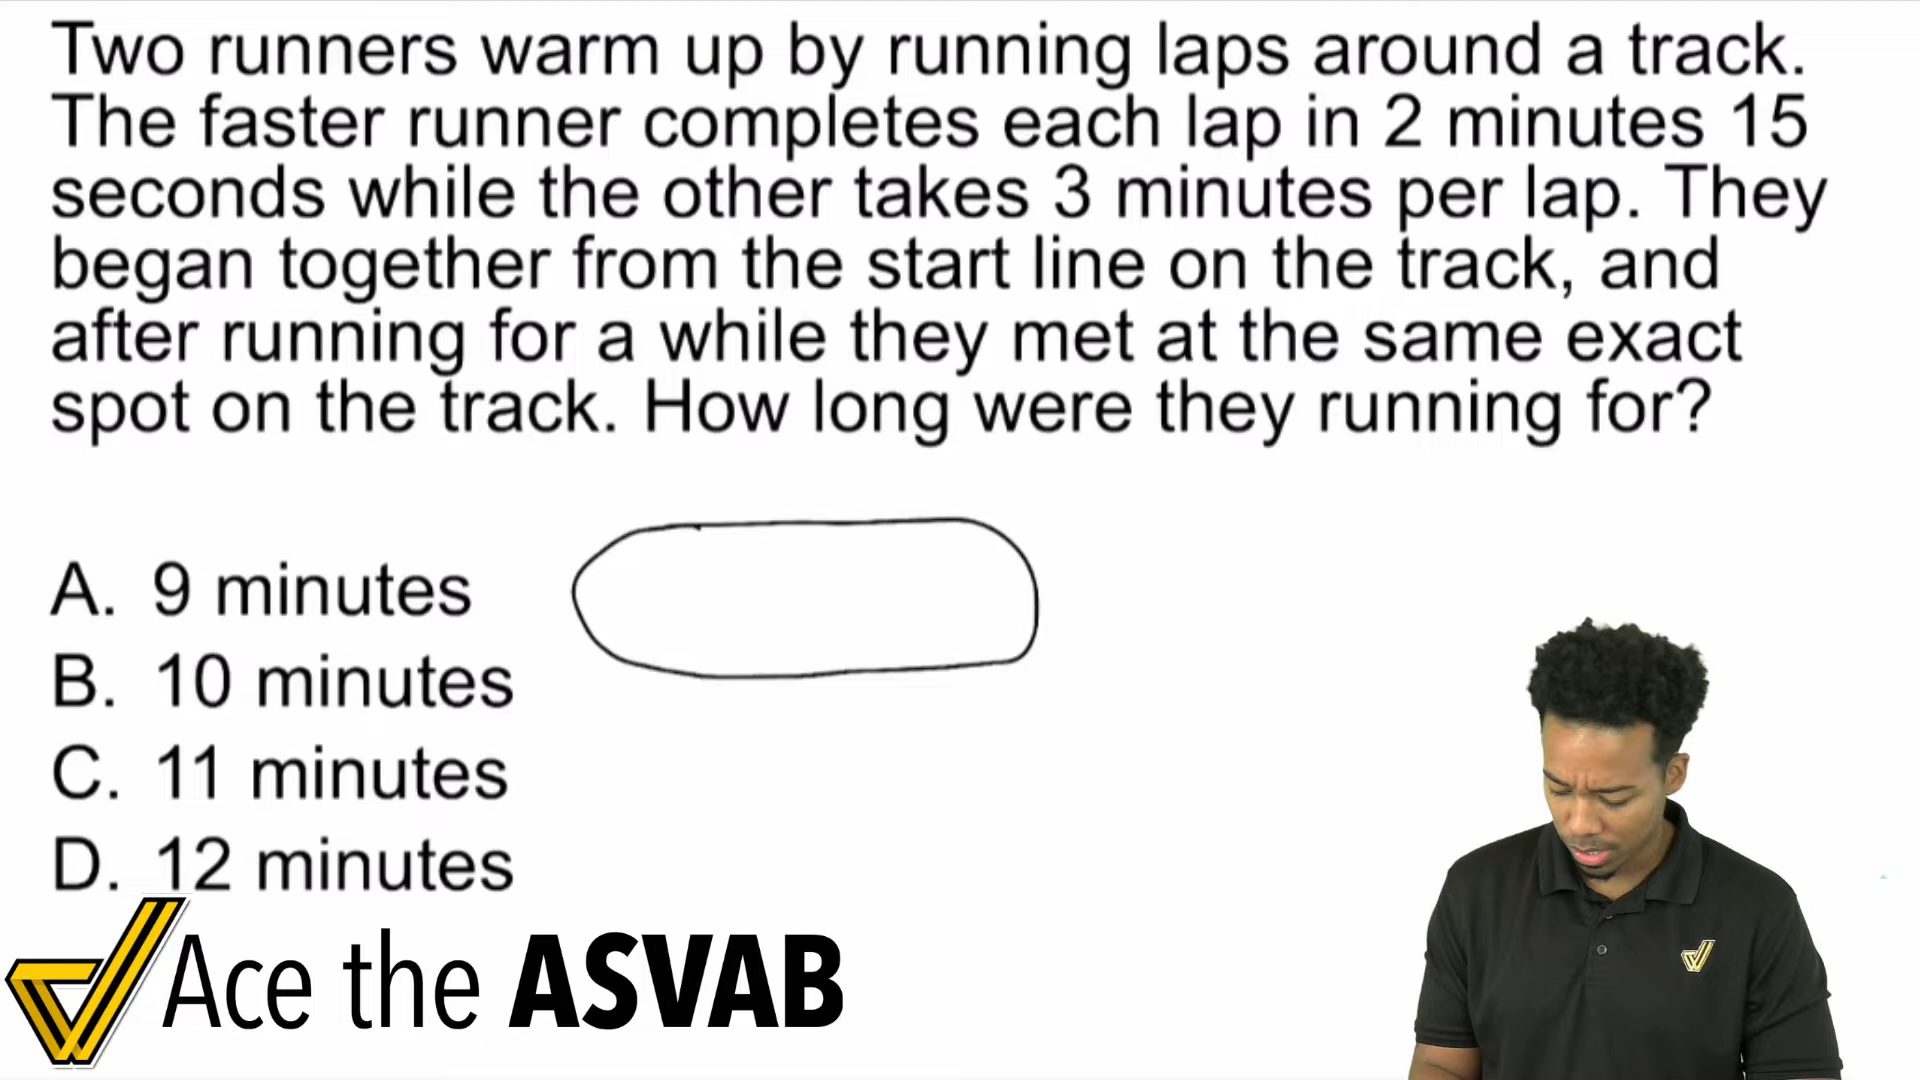 Two runners warm up by running laps around a track.
The faster runner completes each lap in 2 minutes 15
seconds while the other takes 3 minutes per lap. They
began together from the start line on the track, and
after running for a while they met at the same exact
spot on the track. How long were they running for?
A. 9 minutes
B. 10 minutes
C. 11 minutes
D. 12 minutes
Ace the ASVAB